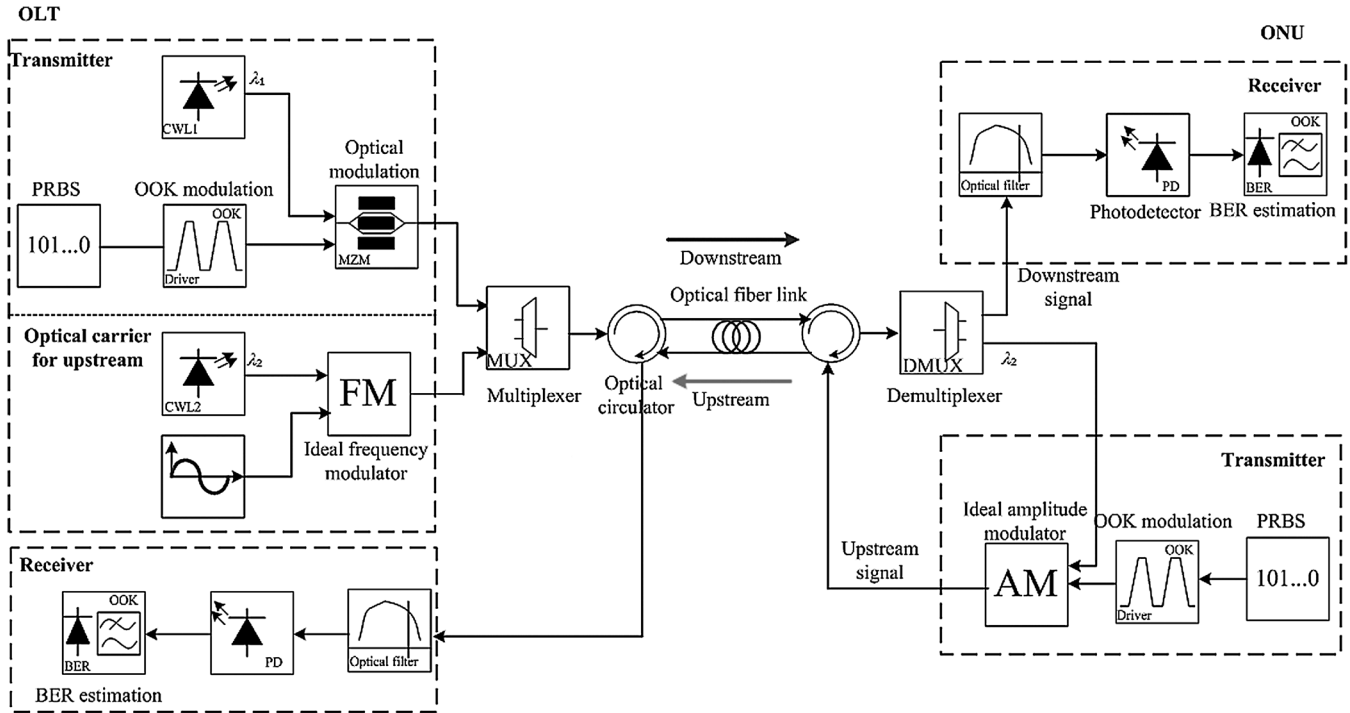 OLT
Transmitter
λ1
CWL1
PRBS
101...0
OOK modulation
OOK
Driver
Optical
modulation
MZM
Optical carrier
for upstream
λ2
CWL2
FM
Ideal frequency
modulator
MUX
Multiplexer
Downstream
Optical fiber link
Optical
circulator
Upstream
DMUX
Demultiplexer
λ2
Downstream
signal
ONU
Receiver
Optical filter
PD
Photodetector
OOK
BER
BER estimation
Transmitter
Ideal amplitude
modulator
AM
OOK modulation
OOK
Driver
PRBS
101...0
Upstream
signal
Receiver
OOK
BER
BER estimation
PD
Optical filter